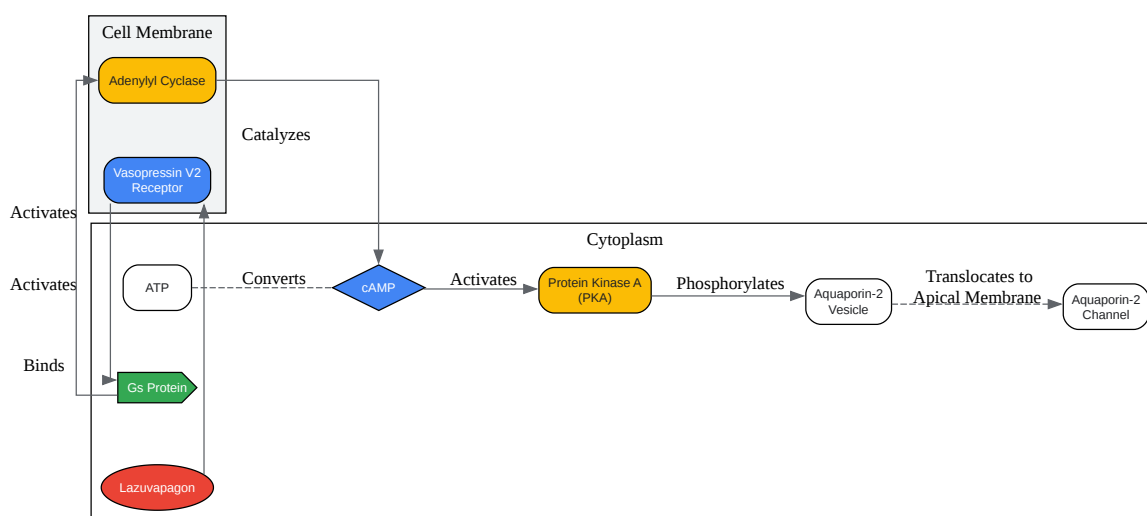 Cell Membrane
Adenylyl Cyclase
Catalyzes
Vasopressin V2
Receptor
Activates
Cytoplasm
Activates
ATP
Converts
cAMP
Activates
Protein Kinase A
(PKA)
Phosphorylates
Aquaporin-2
Vesicle
Translocates to
Apical Membrane
Aquaporin-2
Channel
Binds
Gs Protein
Lazuvapagon